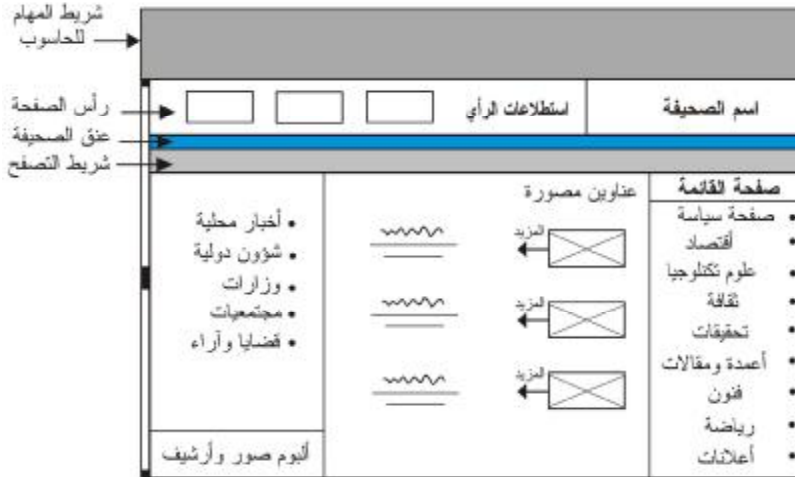 شريط المهام
للحاسوب
اسم الصحيفة
استطلاعات الرأي
رأس الصفحة
عنق الصحيفة
شريط التصفح
صفحة القائمة
• صفحة سياسة
• أقتصاد
• علوم تكتلوجيا
• ثقافة
• تحقيقات
• أعمدة ومقالات
• فنون
• رياضة
• أعلانات
عناوين مصورة
المزيد
المزيد
المزيد
• أخبار محلية
• شؤون دولية
• وزارات
• مجتمعيات
• قضايا وآراء
ألبوم صور وأرشيف